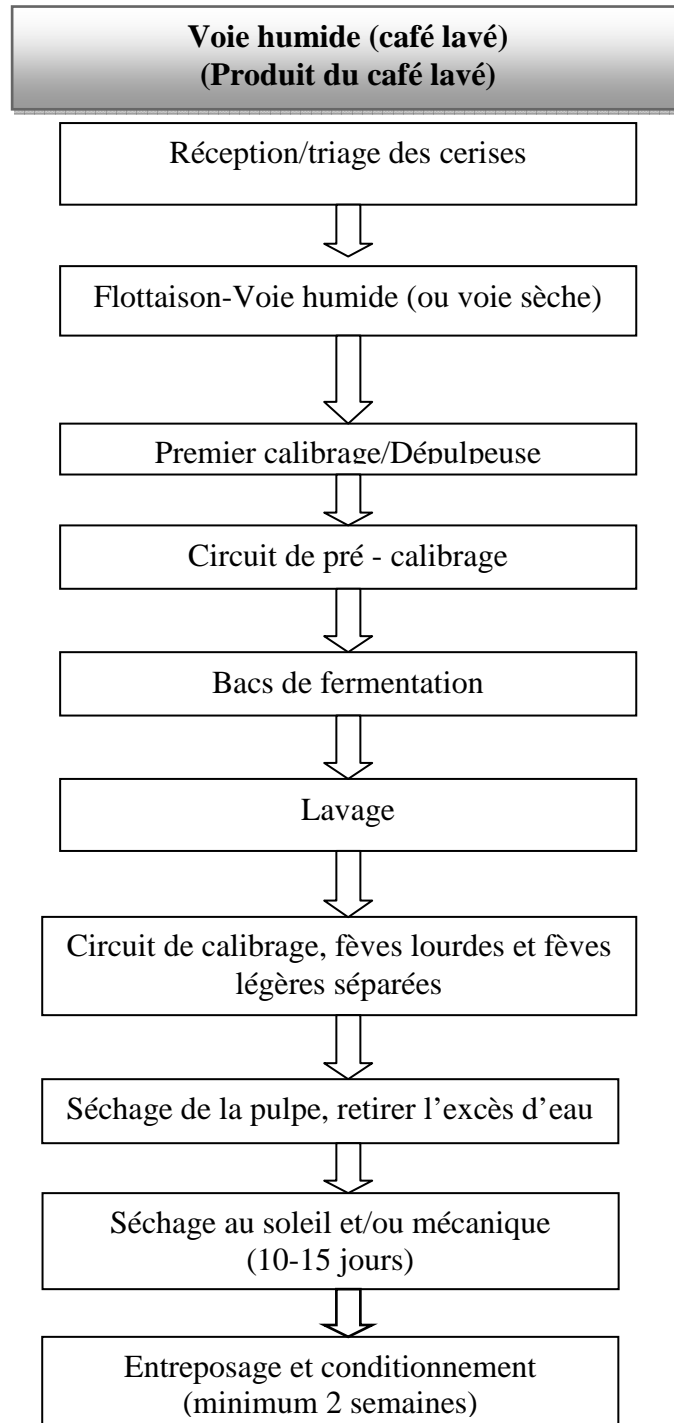 Voie humide (café lavé)
(Produit du café lavé)
Réception/triage des cerises
Flottaison-Voie humide (ou voie sèche)
Premier calibrage/Dépulpeuse
Circuit de pré - calibrage
Bacs de fermentation
Lavage
Circuit de calibrage, fèves lourdes et fèves
légères séparées
Séchage de la pulpe, retirer l’excès d’eau
Séchage au soleil et/ou mécanique
(10-15 jours)
Entreposage et conditionnement
(minimum 2 semaines)